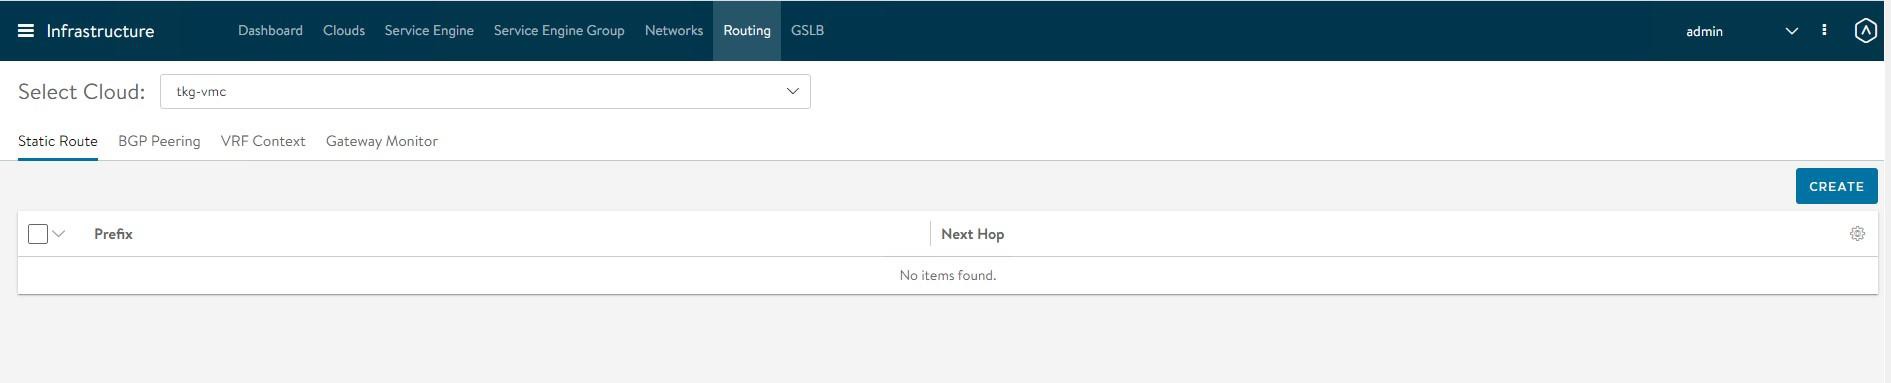 Infrastructure Dashboard Clouds Service Engine Service Engine Group Networks Routing GSLB admin
Select Cloud: tkg-vmc
Static Route BGP Peering VRF Context Gateway Monitor
CREATE
Prefix Next Hop
No items found.